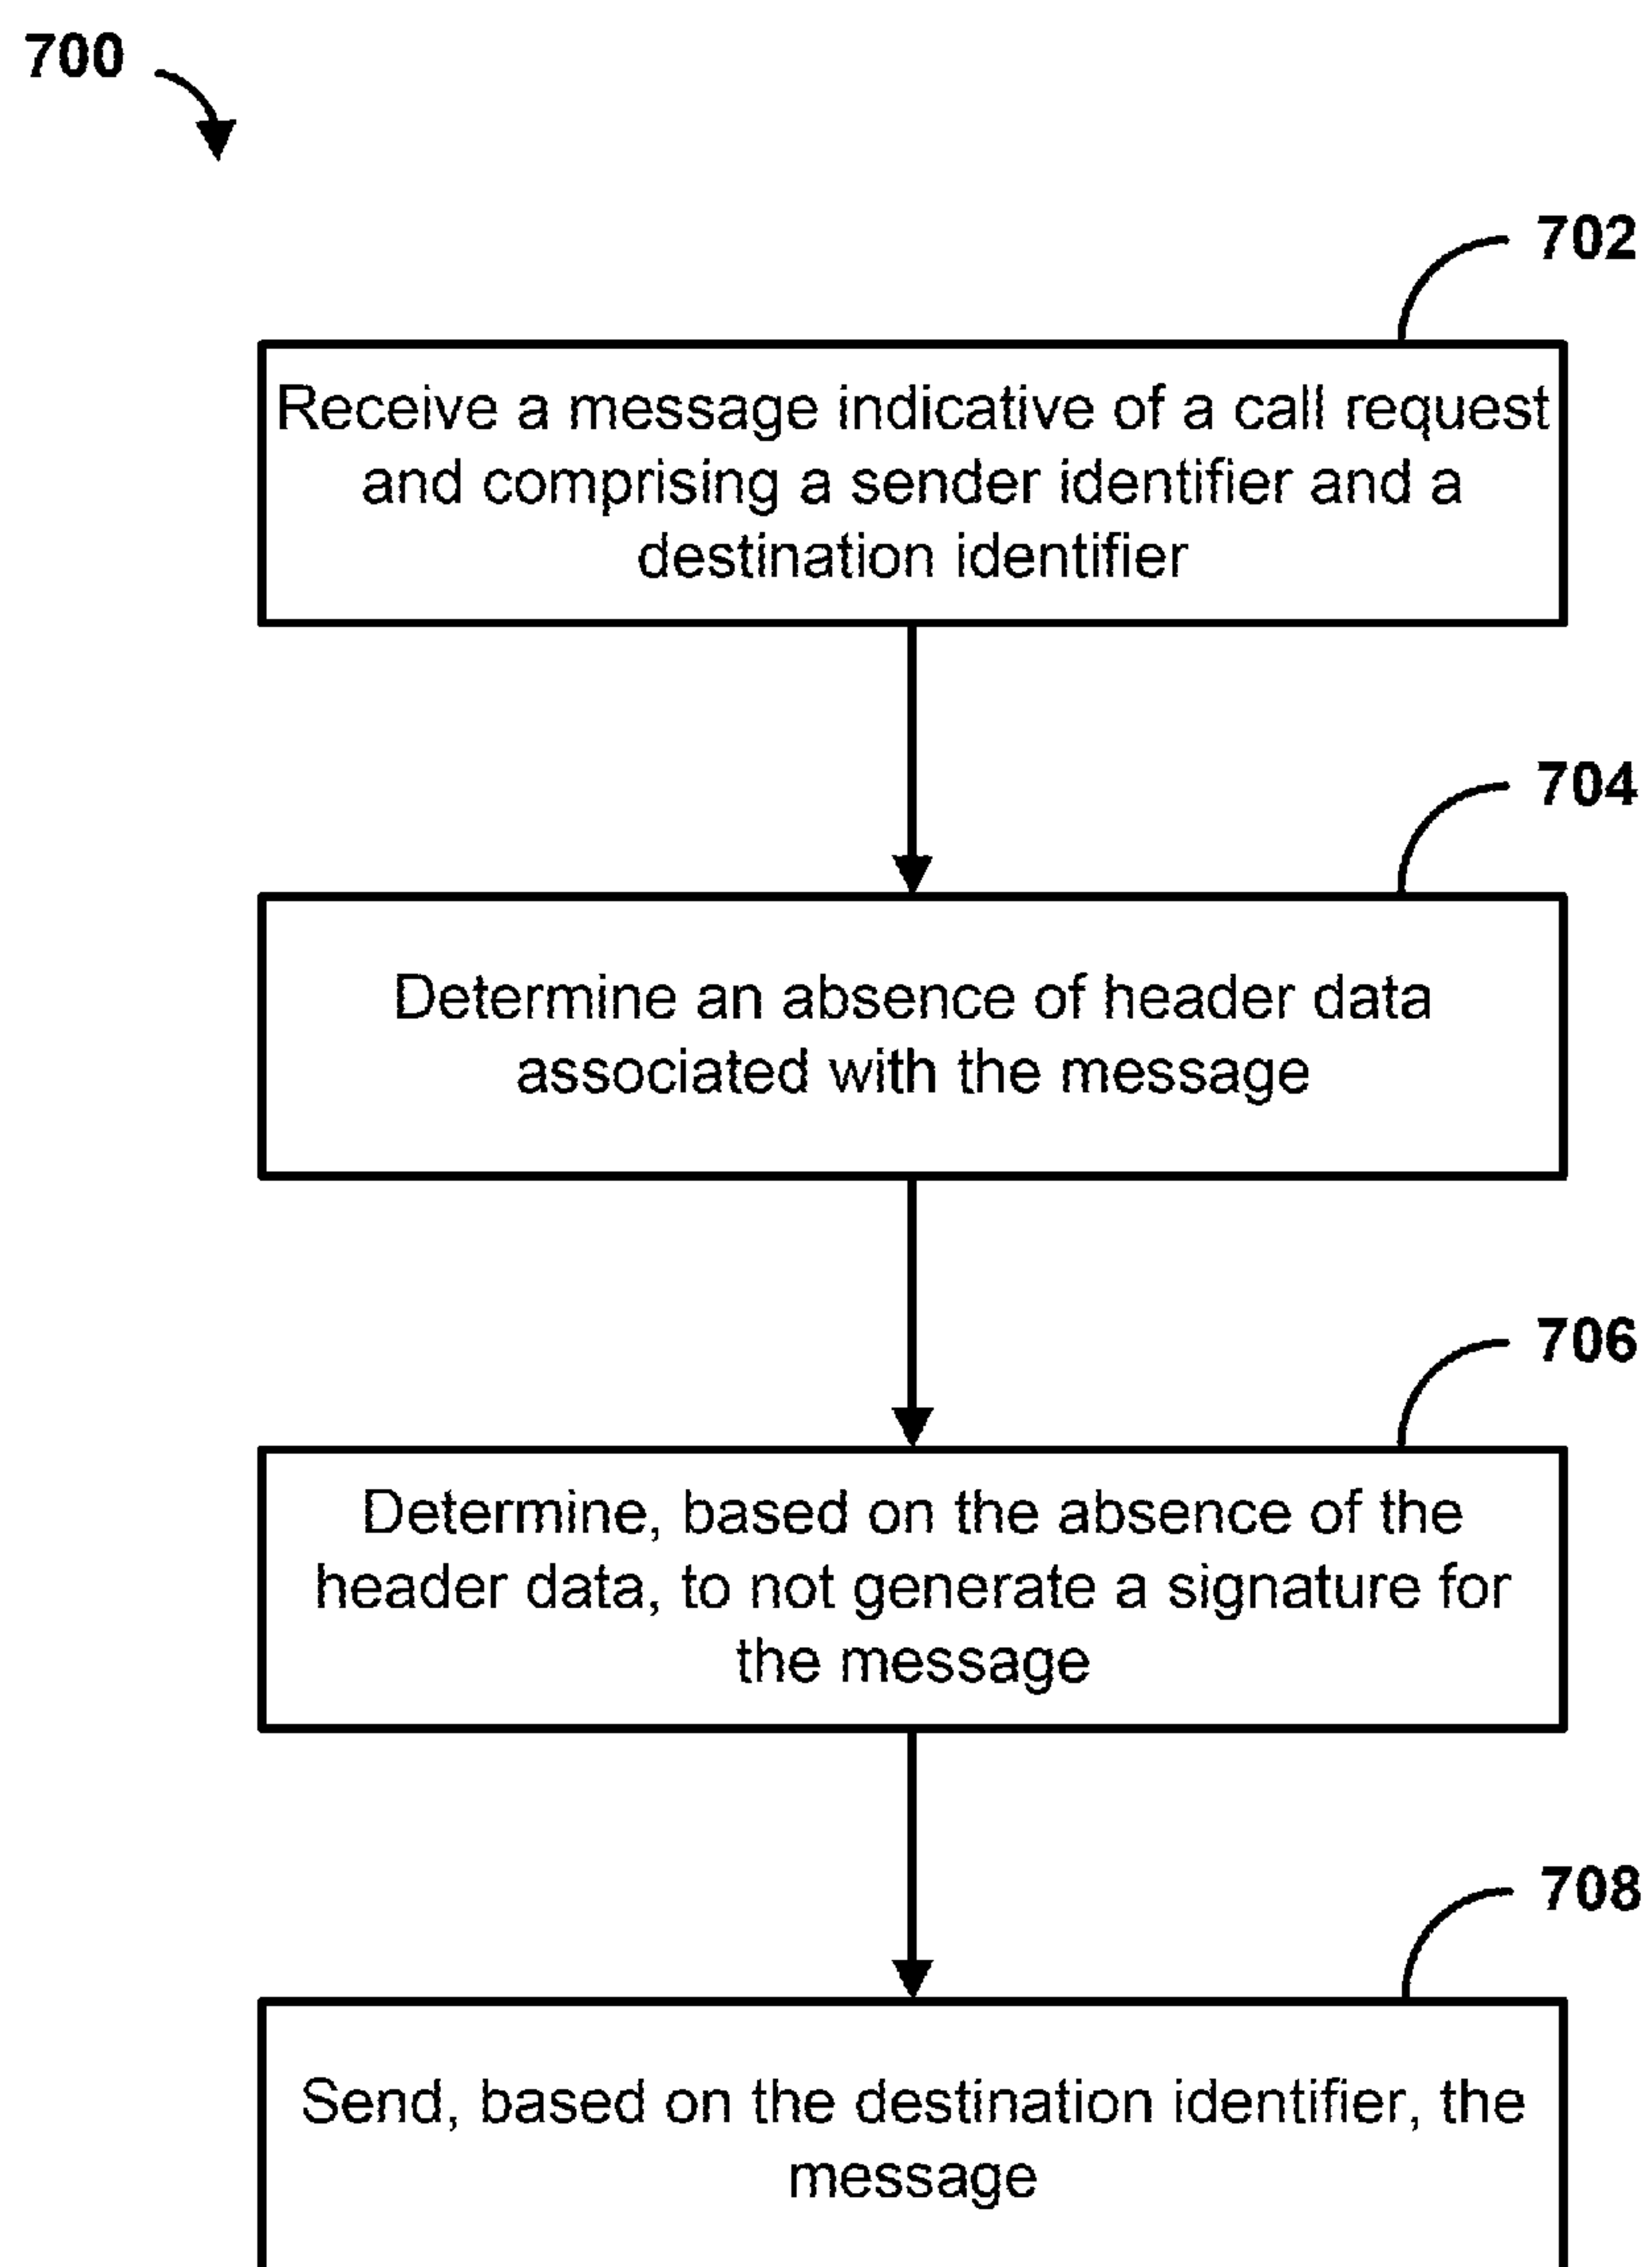 700
702
Receive a message indicative of a call request
and comprising a sender identifier and a
destination identifier
704
Determine an absence of header data
associated with the message
706
Determine, based on the absence of the
header data, to not generate a signature for
the message
708
Send, based on the destination identifier, the
message